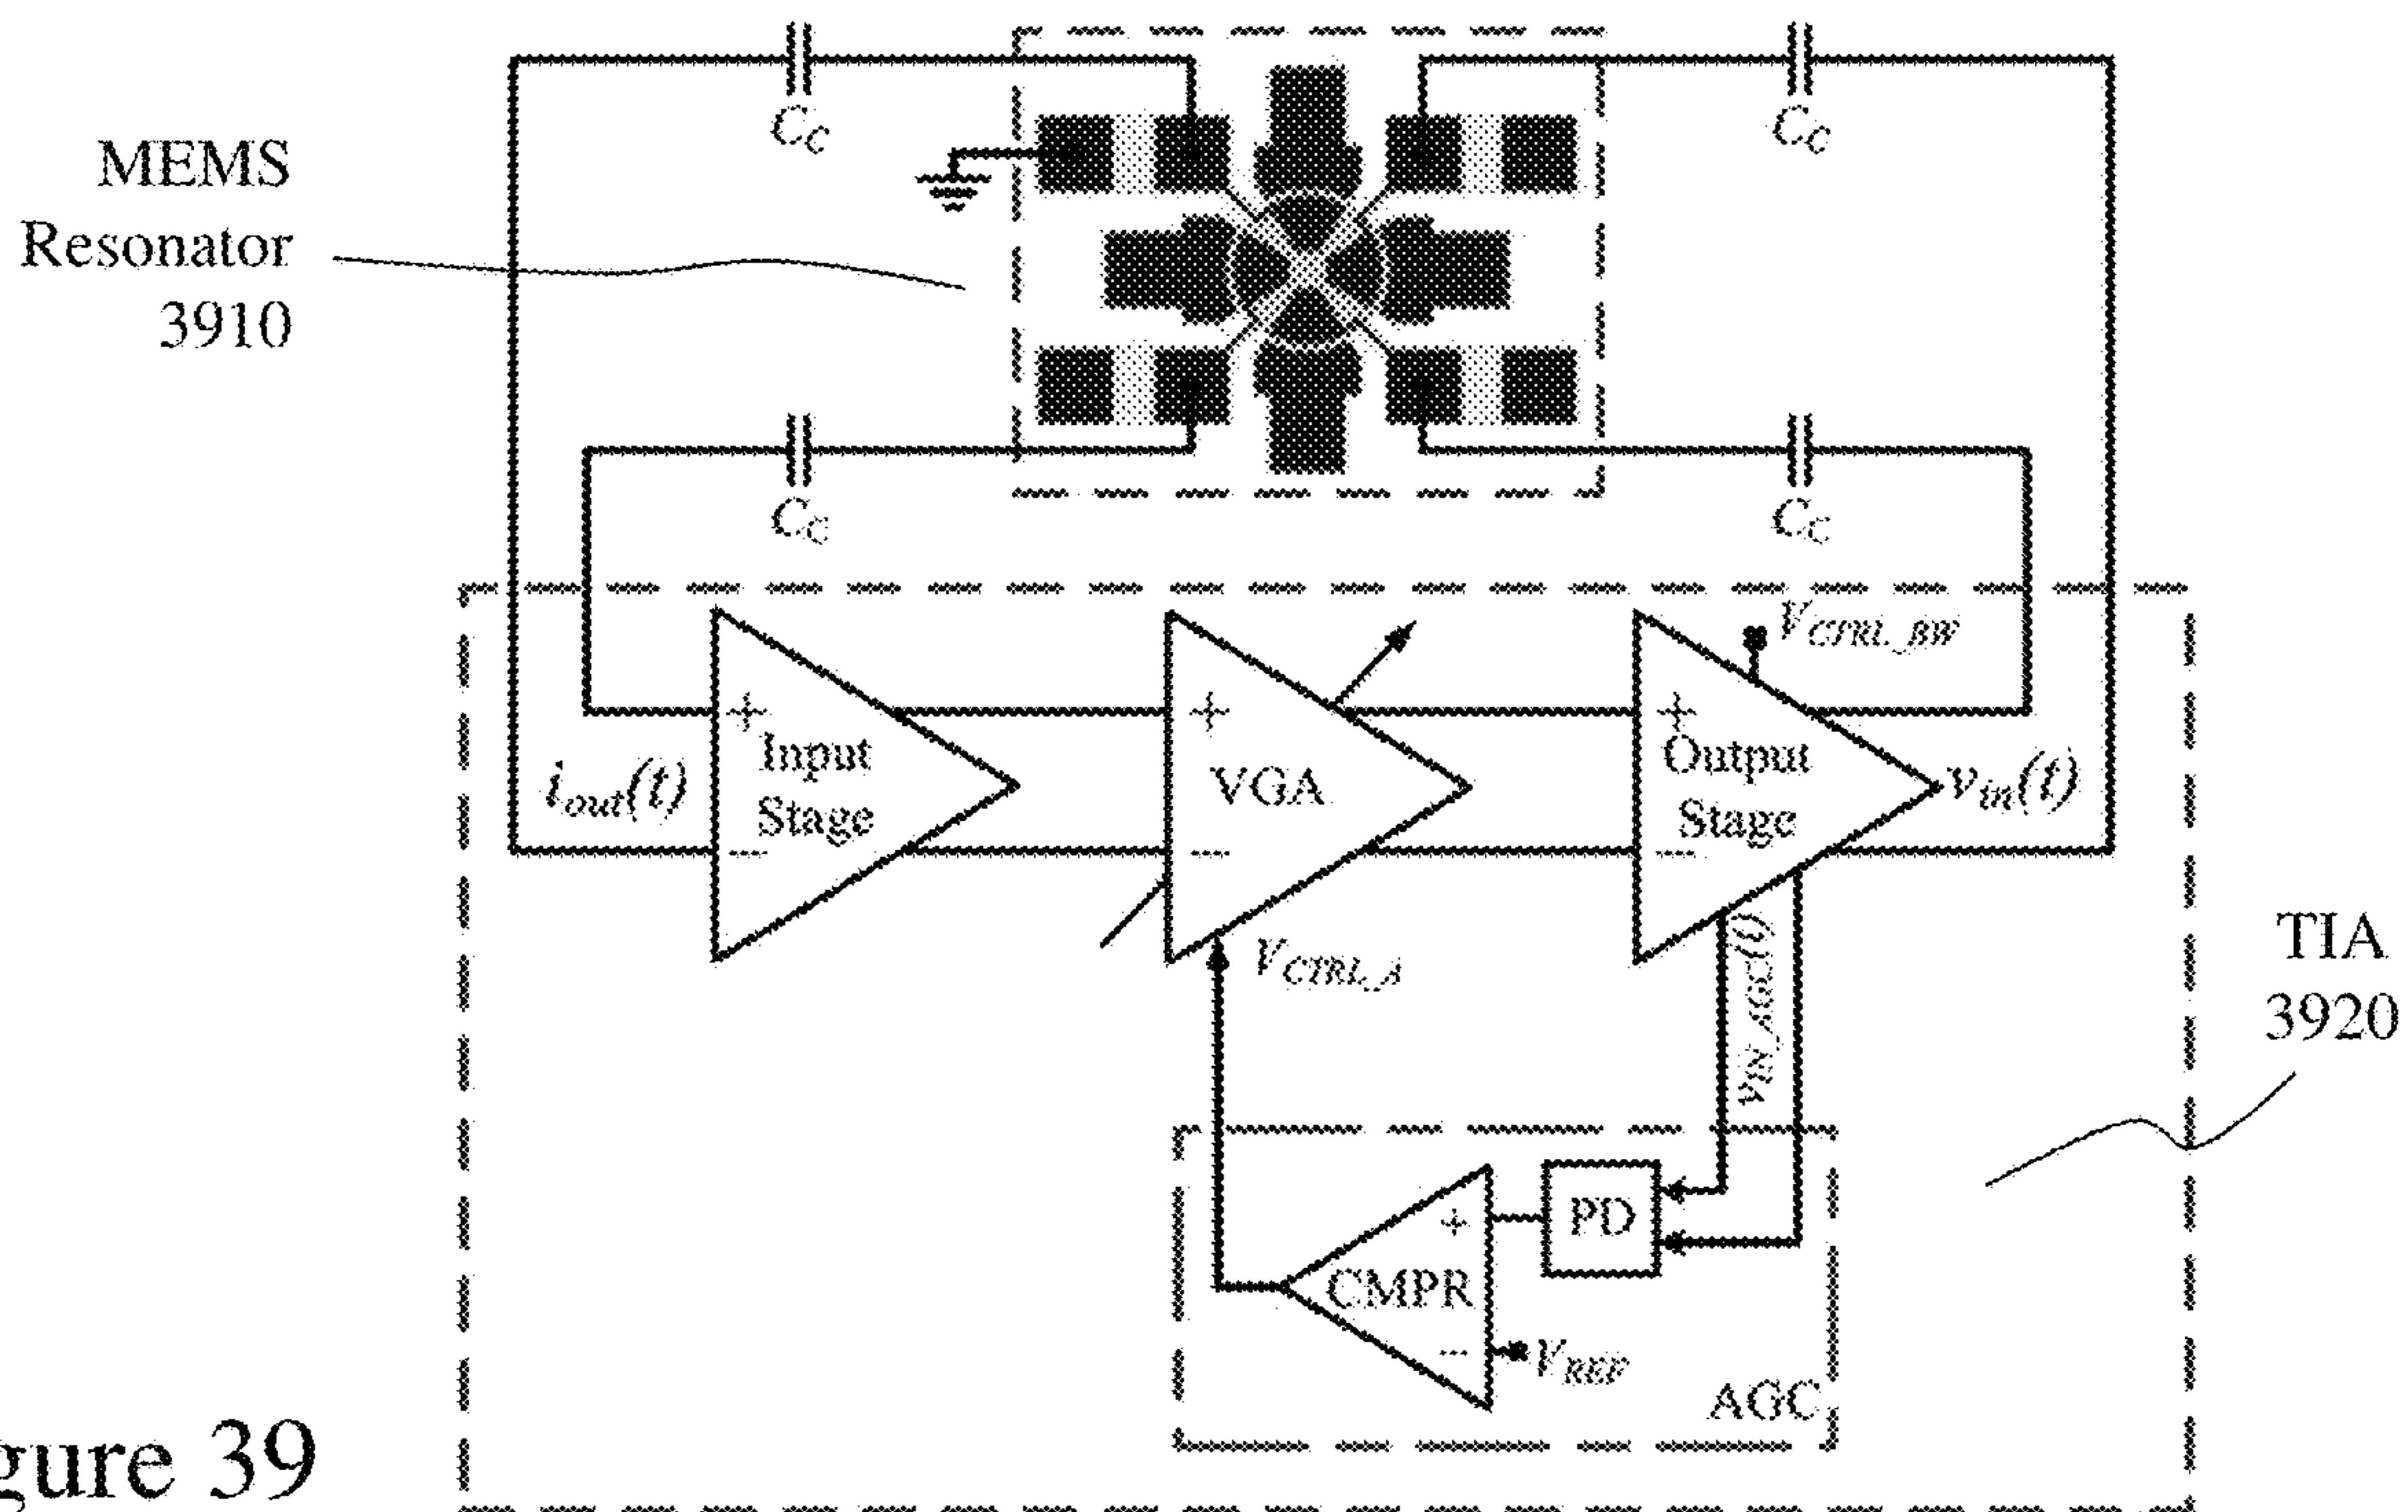 C_C
C_C
MEMS
Resonator
3910
C_C
C_C
V_CTRL_BW
+
+
+
Input
Stage
VGA
Output
Stage
i_out(t)
v_in(t)
−
−
−
V_CTRL_A
v_IN_AGC(t)
TIA
3920
PD
+
CMPR
−
V_REF
AGC
gure 39